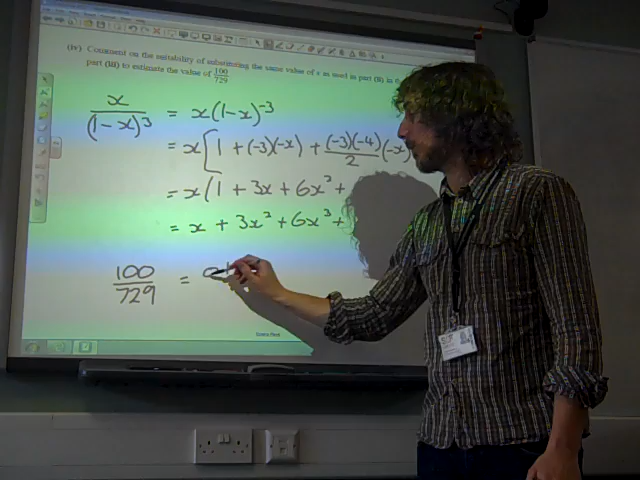 (iv) Comment on the suitability of substituting the same value of x as used in part (ii) in
part (iii) to estimate the value of 100/729
x/(1-x)³ = x(1-x)⁻³
= x[1 + (-3)(-x) + (-3)(-4)/2 (-x)
= x(1 + 3x + 6x² +
= x + 3x² + 6x³ +
100/729 =